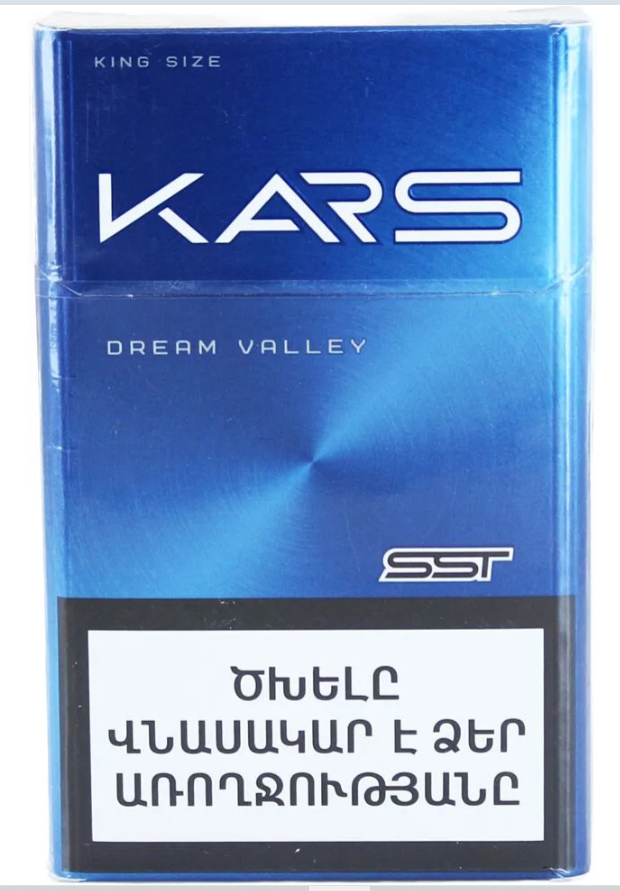 KING SIZE
KARS
DREAM VALLEY
SST
ԾԽԵԼԸ
ՎՆԱՍԱԿԱՐ Է ՁԵՐ
ԱՌՈՂՋՈՒԹՅԱՆԸ